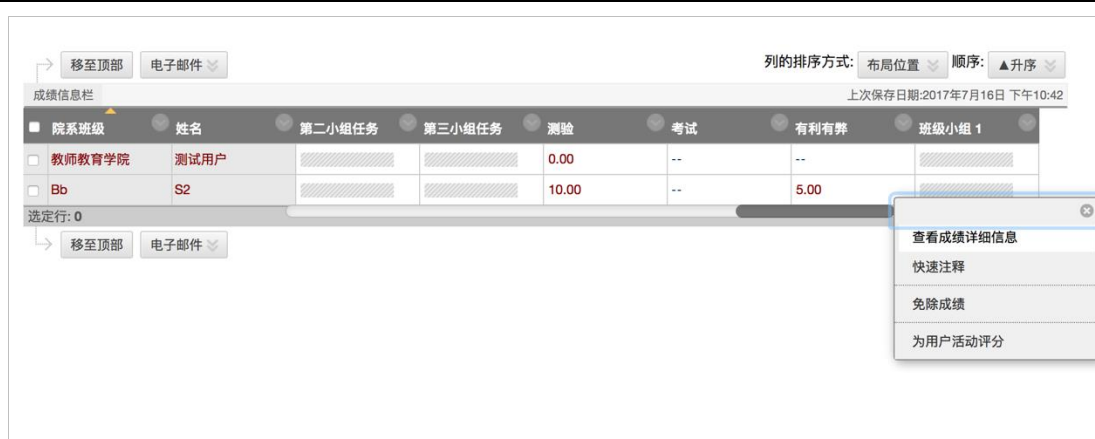 移至顶部 电子邮件 列的排序方式: 布局位置 顺序: ▲升序
成绩信息栏 上次保存日期:2017年7月16日 下午10:42
院系班级 姓名 第二小组任务 第三小组任务 测验 考试 有利有弊 班级小组 1
教师教育学院 测试用户 0.00 -- --
Bb S2 10.00 -- 5.00
选定行: 0
移至顶部 电子邮件
查看成绩详细信息
快速注释
免除成绩
为用户活动评分